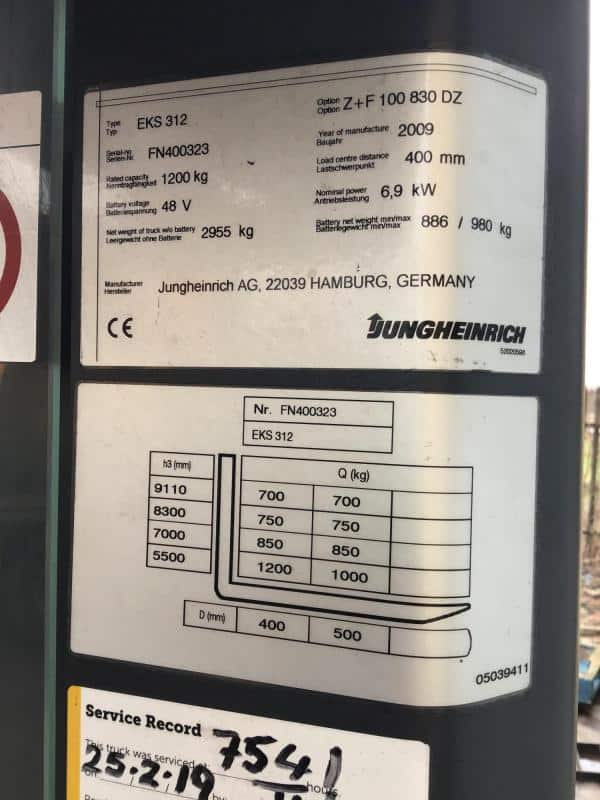 Type EKS 312 Option Z+F 100 830 DZ
Typ Option
Serial-no. FN400323 Year of manufacture 2009
Serien-Nr. Baujahr
Rated capacity 1200 kg Load centre distance 400 mm
Nenntragfähigkeit Lastschwerpunkt
Battery voltage 48 V Nominal power 6,9 kW
Batteriespannung Antriebsleistung
Net weight of truck w/o battery 2955 kg Battery net weight min/max 886 / 980 kg
Leergewicht ohne Batterie Batteriegewicht min/max
Manufacturer Jungheinrich AG, 22039 HAMBURG, GERMANY
Hersteller
CE JUNGHEINRICH
Nr. FN400323
EKS 312
h3 (mm) Q (kg)
9110 700 700
8300 750 750
7000 850 850
5500 1200 1000
D (mm) 400 500
05039411
Service Record
This truck was serviced at 7541 hours.
on 25.2.19 by